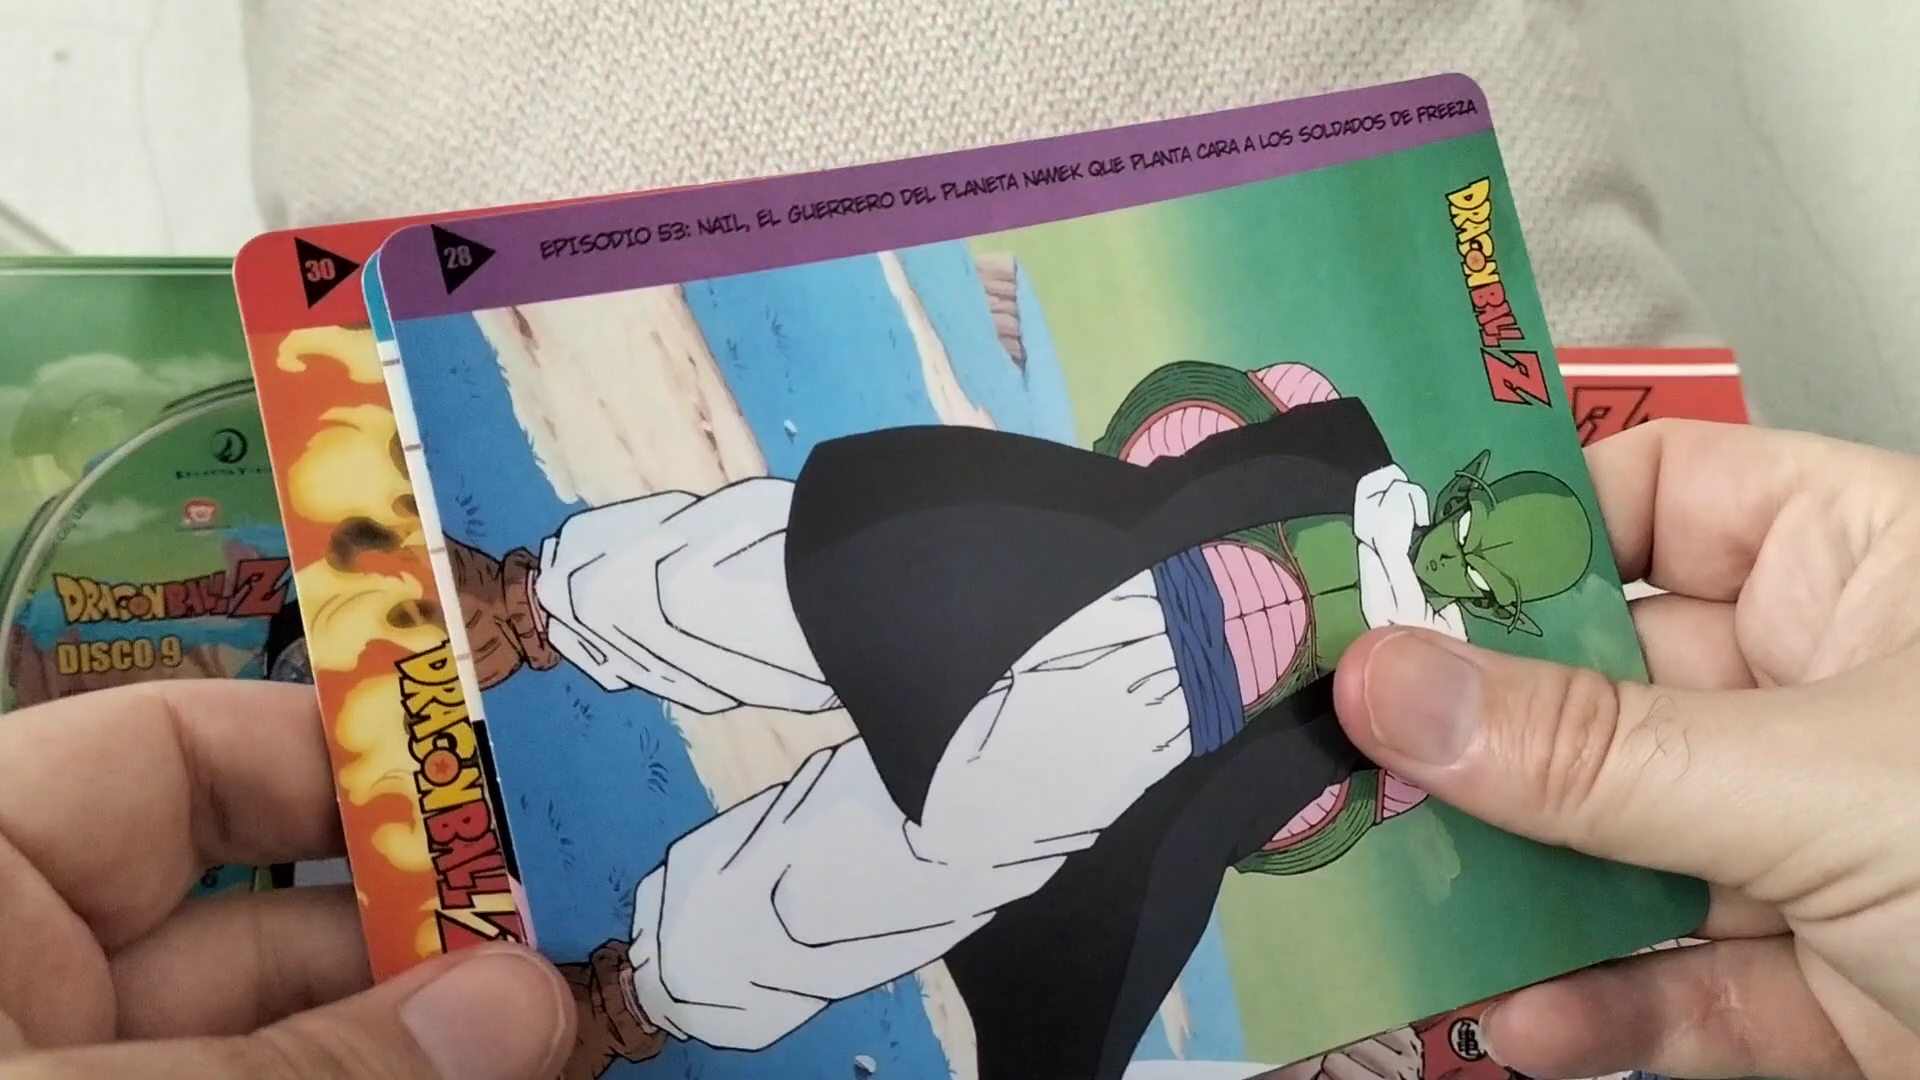 30
28
EPISODIO 53: NAIL, EL GUERRERO DEL PLANETA NAMEK QUE PLANTA CARA A LOS SOLDADOS DE FREEZA
DRAGON BALL Z
DRAGON BALL Z
DRAGON BALL Z
DISCO 9
Z
亀